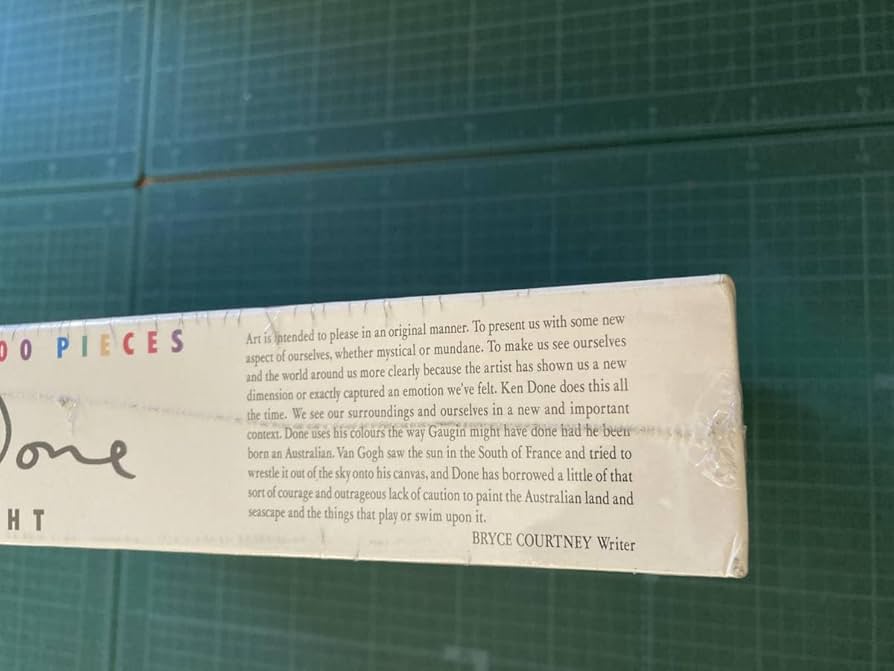 00 PIECES
Done
HT
Art is intended to please in an original manner. To present us with some new
aspect of ourselves, whether mystical or mundane. To make us see ourselves
and the world around us more clearly because the artist has shown us a new
dimension or exactly captured an emotion we've felt. Ken Done does this all
the time. We see our surroundings and ourselves in a new and important
context. Done uses his colours the way Gaugin might have done had he been
born an Australian. Van Gogh saw the sun in the South of France and tried to
wrestle it out of the sky onto his canvas, and Done has borrowed a little of that
sort of courage and outrageous lack of caution to paint the Australian land and
seascape and the things that play or swim upon it.
BRYCE COURTNEY Writer